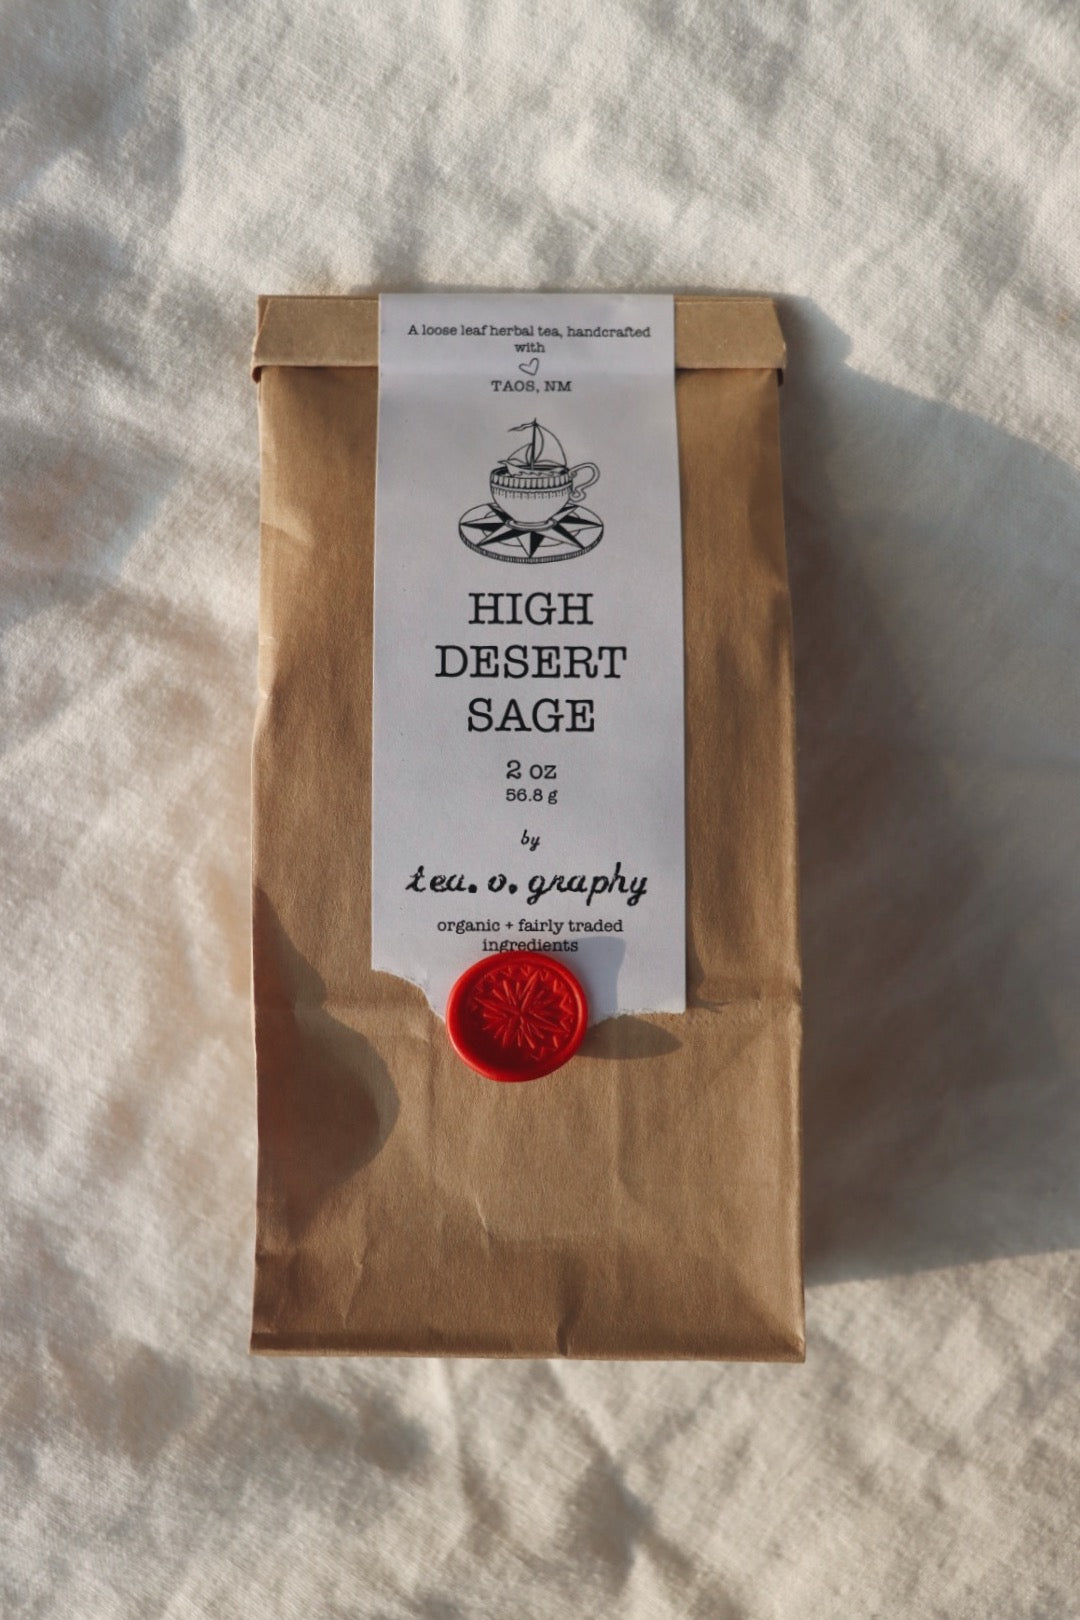 A loose leaf herbal tea, handcrafted
with
TAOS, NM
HIGH
DESERT
SAGE
2 oz
56.8 g
by
tea. o. graphy
organic + fairly traded
ingredients